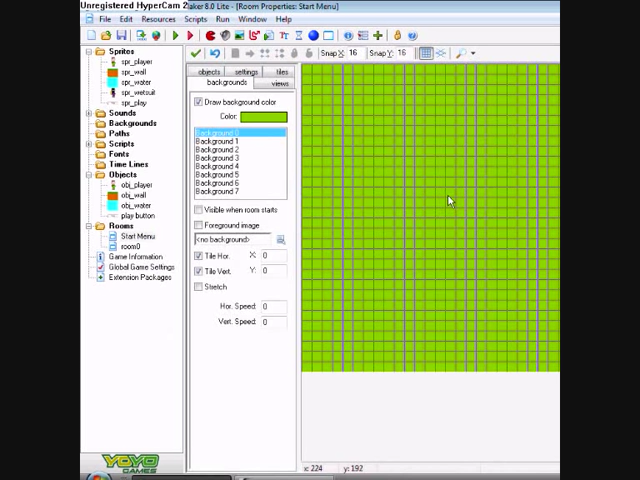 Unregistered HyperCam 2
aker 8.0 Lite - [Room Properties: Start Menu]
File Edit Resources Scripts Run Window Help
Snap X: 16 Snap Y: 16
Sprites
spr_player
spr_wall
spr_water
spr_wetsuit
spr_play
Sounds
Backgrounds
Paths
Scripts
Fonts
Time Lines
Objects
obj_player
obj_wall
obj_water
play button
Rooms
Start Menu
room0
Game Information
Global Game Settings
Extension Packages
YOYO
GAMES
objects settings tiles
backgrounds views
Draw background color
Color:
Background 0
Background 1
Background 2
Background 3
Background 4
Background 5
Background 6
Background 7
Visible when room starts
Foreground image
<no background>
Tile Hor. X: 0
Tile Vert. Y: 0
Stretch
Hor. Speed: 0
Vert. Speed: 0
x: 224 y: 192